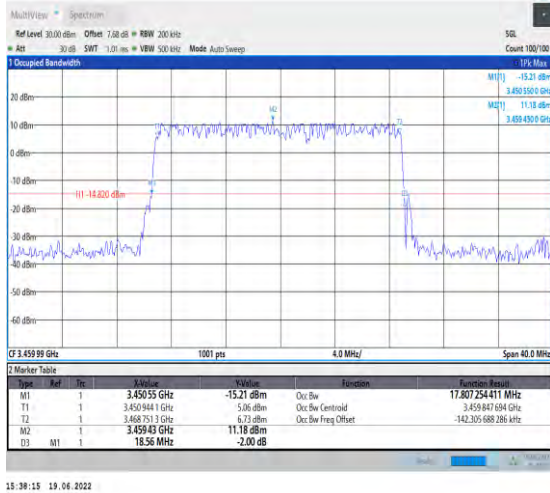 MultiView Spectrum
Ref Level 30.00 dBm Offset 7.68 dB RBW 200 kHz SGL
Att 30 dB SWT 1.01 ms VBW 500 kHz Mode Auto Sweep Count 100/100
1 Occupied Bandwidth 1Pk Max
M1[1] -15.21 dBm
3.450 550 0 GHz
M2[1] 11.18 dBm
3.459 430 0 GHz
20 dBm
10 dBm
0 dBm
-10 dBm
-20 dBm
-30 dBm
-40 dBm
-50 dBm
-60 dBm
M2
T2
M1
H1 -14.820 dBm
CF 3.459 99 GHz 1001 pts 4.0 MHz/ Span 40.0 MHz
2 Marker Table
Type Ref Trc X-Value Y-Value Function Function Result
M1 1 3.450 55 GHz -15.21 dBm Occ Bw 17.807 254 411 MHz
T1 1 3.450 944 1 GHz 5.06 dBm Occ Bw Centroid 3.459 847 694 GHz
T2 1 3.468 751 3 GHz 6.73 dBm Occ Bw Freq Offset -142.305 688 286 kHz
M2 1 3.459 43 GHz 11.18 dBm
D3 M1 1 18.56 MHz -2.00 dB
15:38:15 19.06.2022